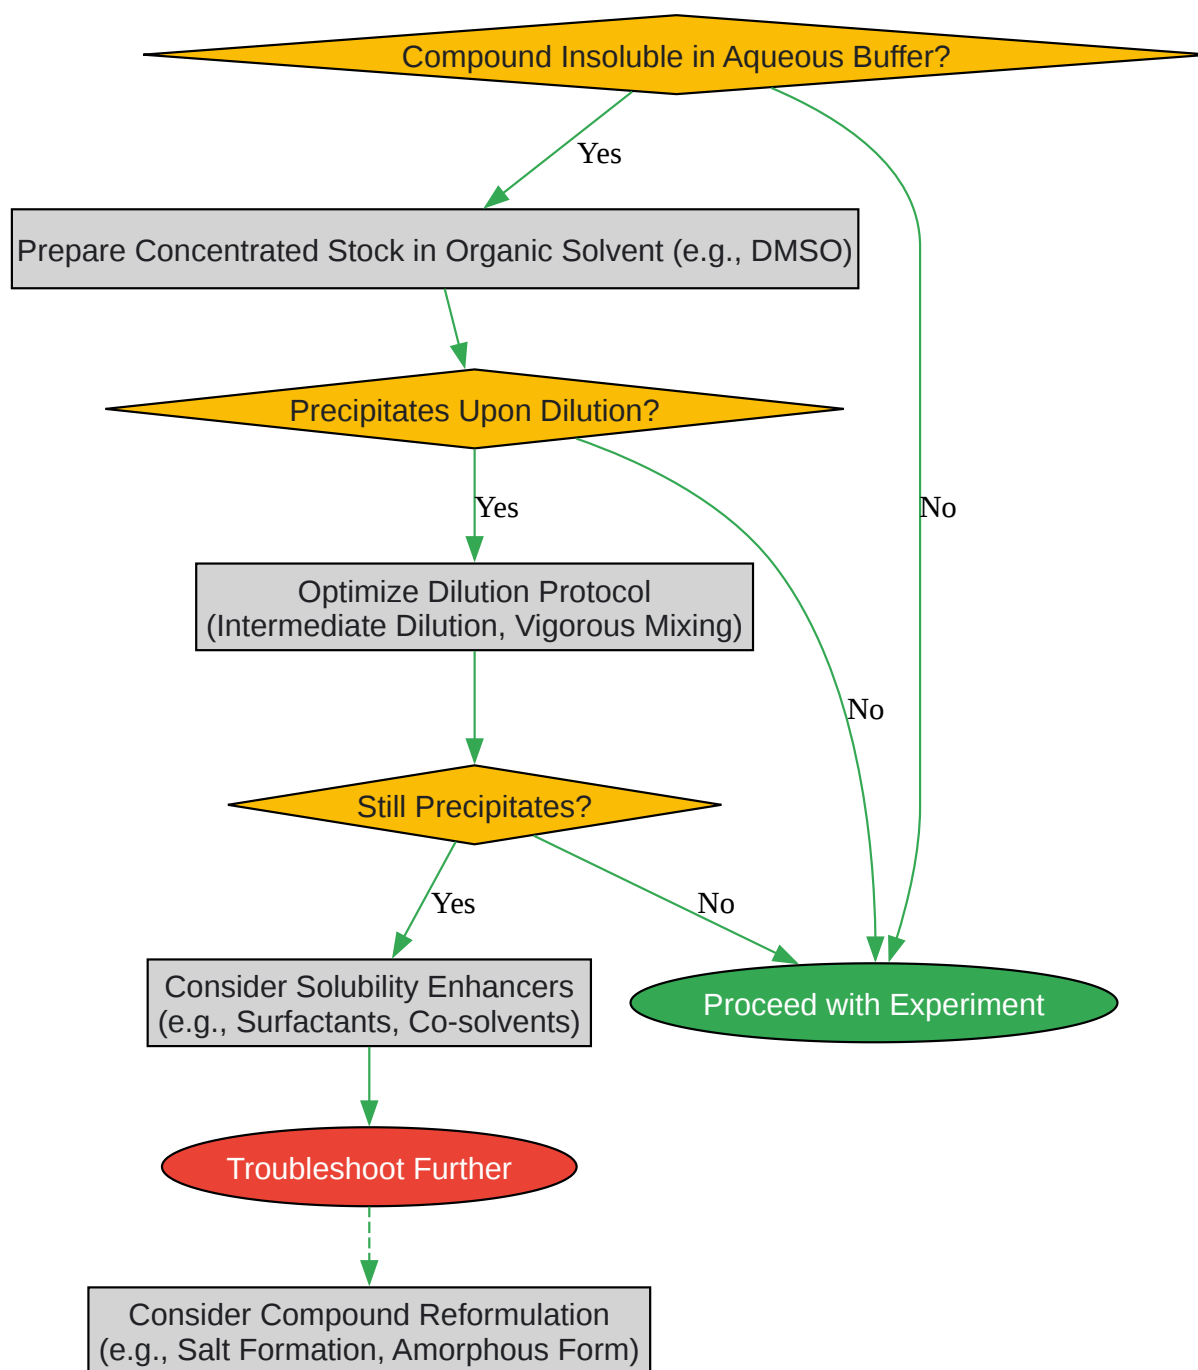 Compound Insoluble in Aqueous Buffer?
Yes
Prepare Concentrated Stock in Organic Solvent (e.g., DMSO)
Precipitates Upon Dilution?
Yes
No
Optimize Dilution Protocol
(Intermediate Dilution, Vigorous Mixing)
No
Still Precipitates?
Yes
No
Consider Solubility Enhancers
(e.g., Surfactants, Co-solvents)
Proceed with Experiment
Troubleshoot Further
Consider Compound Reformulation
(e.g., Salt Formation, Amorphous Form)